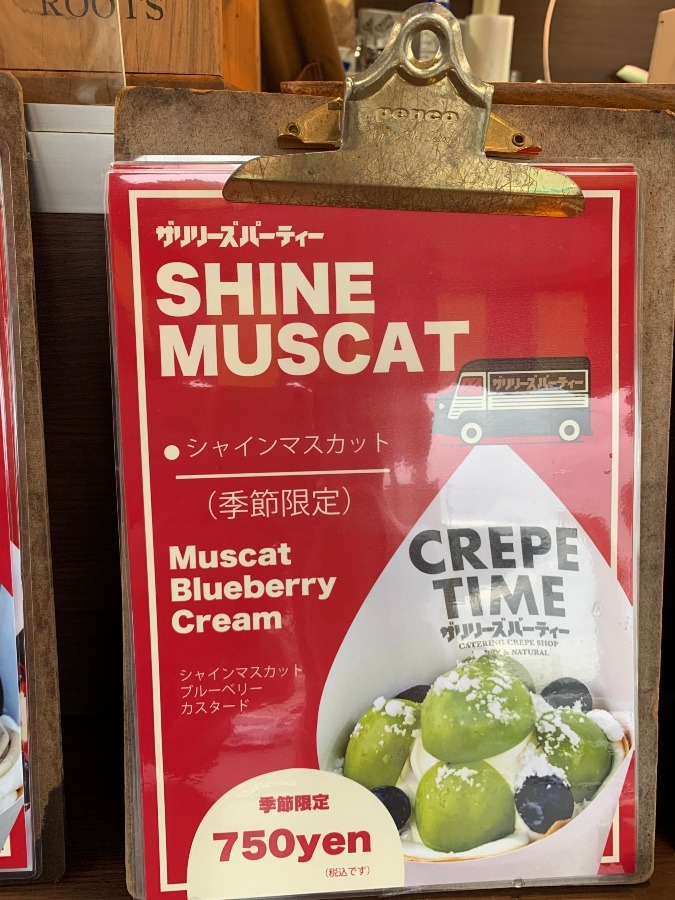 ROOTS
penco
ザリリーズパーティー
SHINE
MUSCAT
ザリリーズパーティー
●シャインマスカット
（季節限定）
Muscat
Blueberry
Cream
シャインマスカット
ブルーベリー
カスタード
CREPE
TIME
ザリリーズパーティー
CATERING CREPE SHOP
& NATURAL
季節限定
750yen
（税込です）